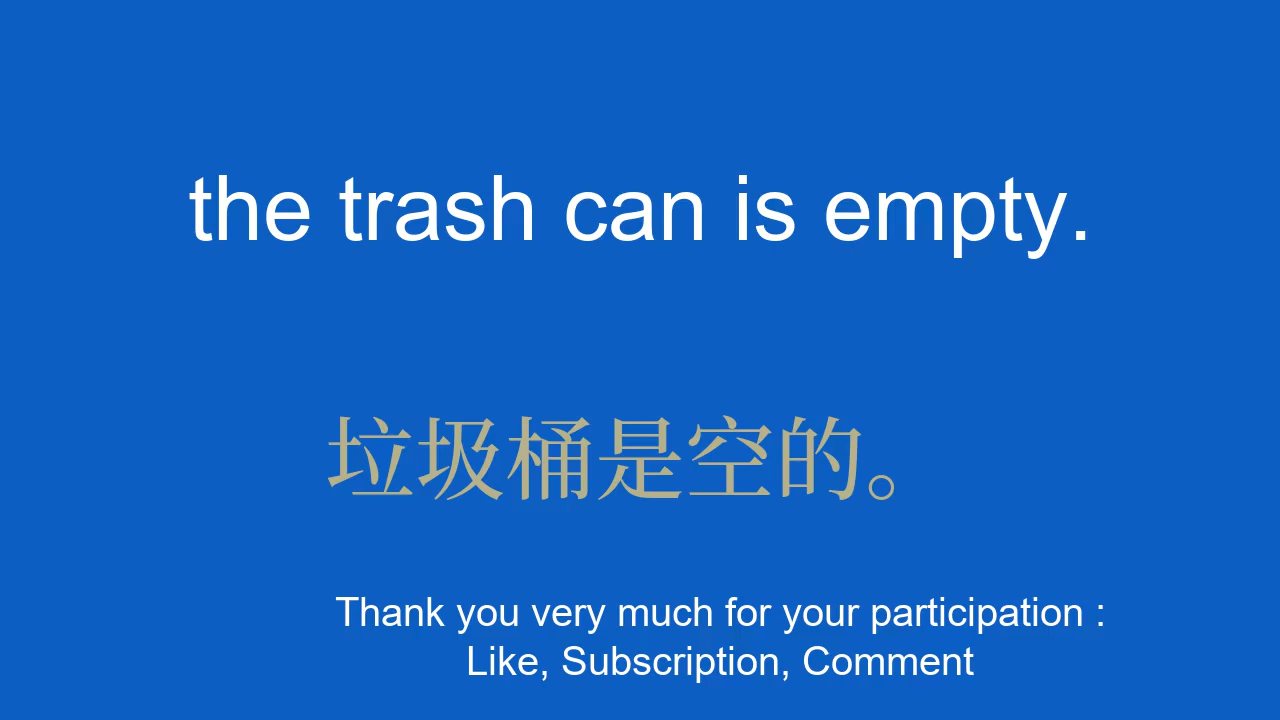 the trash can is empty.
垃圾桶是空的。
Thank you very much for your participation :
Like, Subscription, Comment